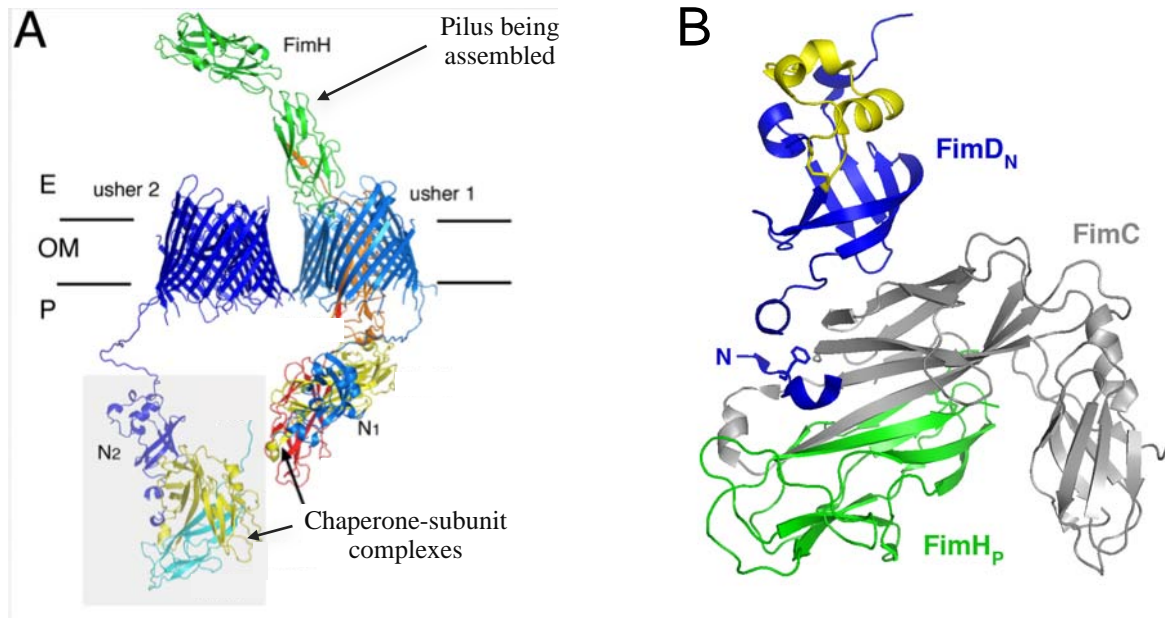 A
FimH
Pilus being
assembled
E
usher 2
usher 1
OM
P
N2
N1
Chaperone-subunit
complexes
B
FimDN
FimC
N
FimHP